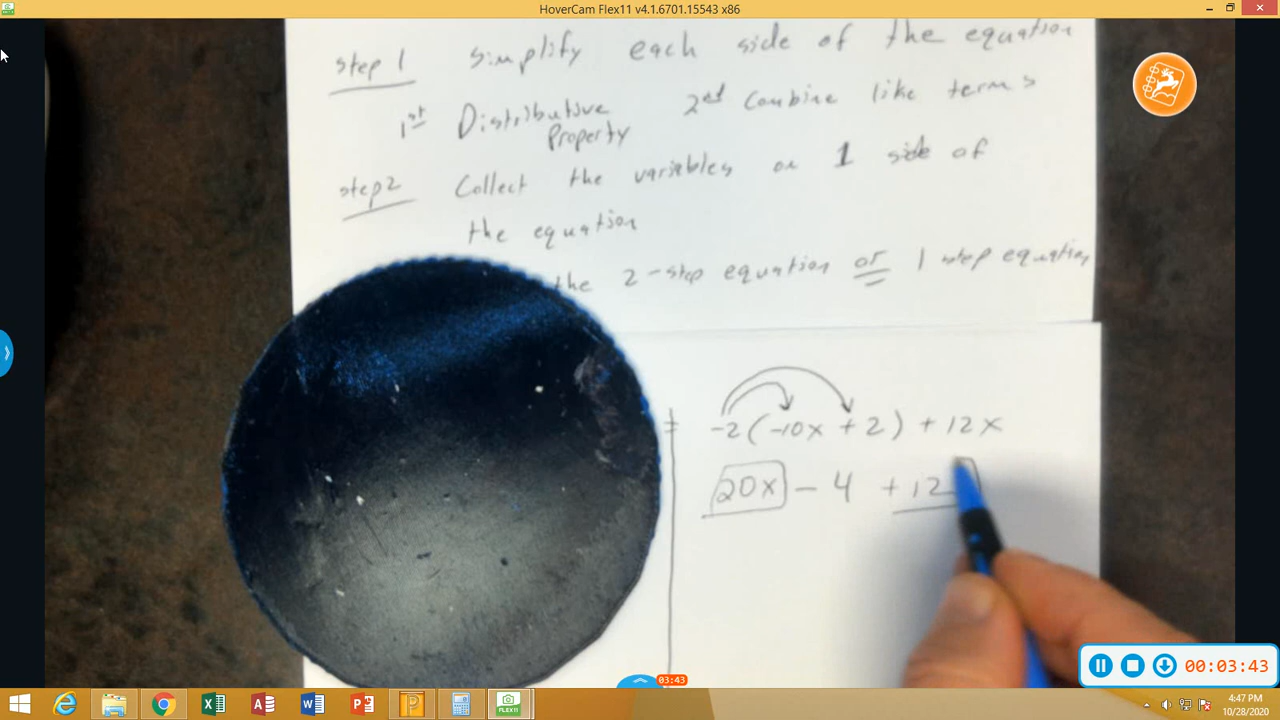 HoverCam Flex11 v4.1.6701.15543 x86
step 1 simplify each side of the equation
1st Distributive Property 2nd Combine like terms
step 2 Collect the variables on 1 side of
the equation
the 2-step equation or 1 step equation
= -2(-10x + 2) + 12x
20x - 4 + 12
00:03:43
03:43
FLEX11
4:47 PM
10/28/2020